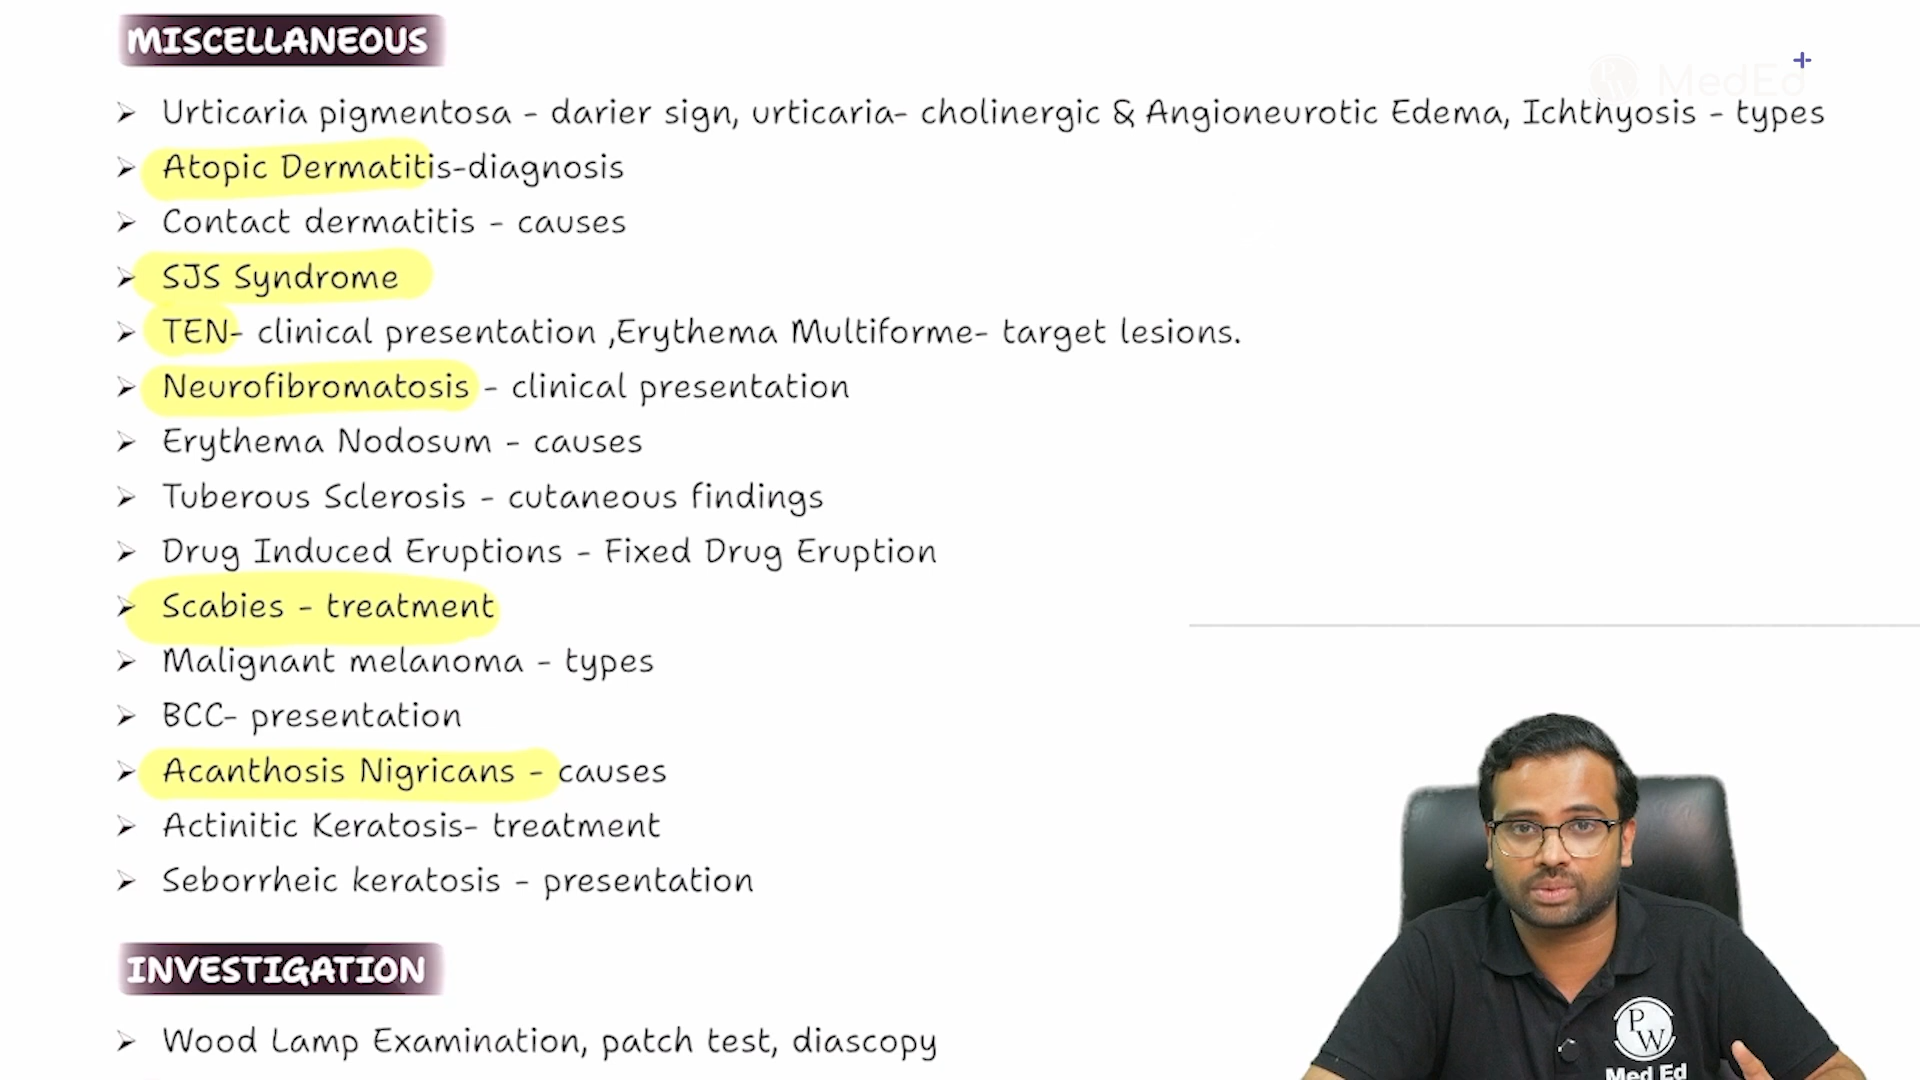 MISCELLANEOUS
PW MedEd
➢ Urticaria pigmentosa - darier sign, urticaria- cholinergic & Angioneurotic Edema, Ichthyosis - types
➢ Atopic Dermatitis-diagnosis
➢ Contact dermatitis - causes
➢ SJS Syndrome
➢ TEN- clinical presentation ,Erythema Multiforme- target lesions.
➢ Neurofibromatosis - clinical presentation
➢ Erythema Nodosum - causes
➢ Tuberous Sclerosis - cutaneous findings
➢ Drug Induced Eruptions - Fixed Drug Eruption
➢ Scabies - treatment
➢ Malignant melanoma - types
➢ BCC- presentation
➢ Acanthosis Nigricans - causes
➢ Actinitic Keratosis- treatment
➢ Seborrheic keratosis - presentation
INVESTIGATION
➢ Wood Lamp Examination, patch test, diascopy
PW
Med Ed